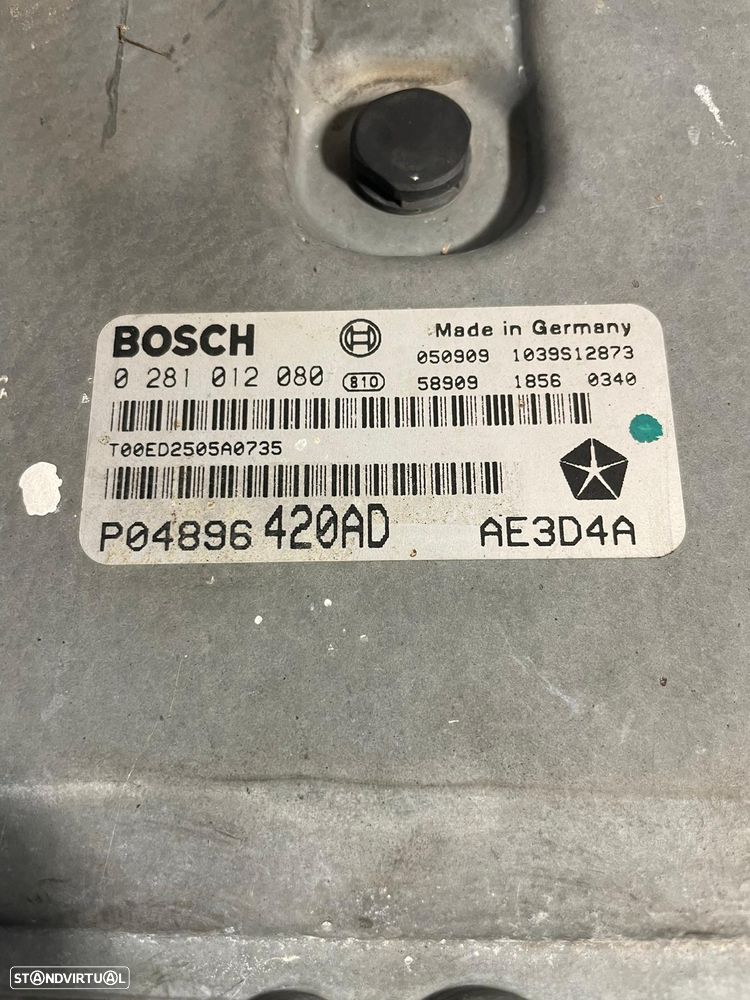 BOSCH
Made in Germany
050909 1039S12873
0 281 012 080 810 58909 1856 0340
T00ED2505A0735
P04896 420AD AE3D4A
STANDVIRTUAL